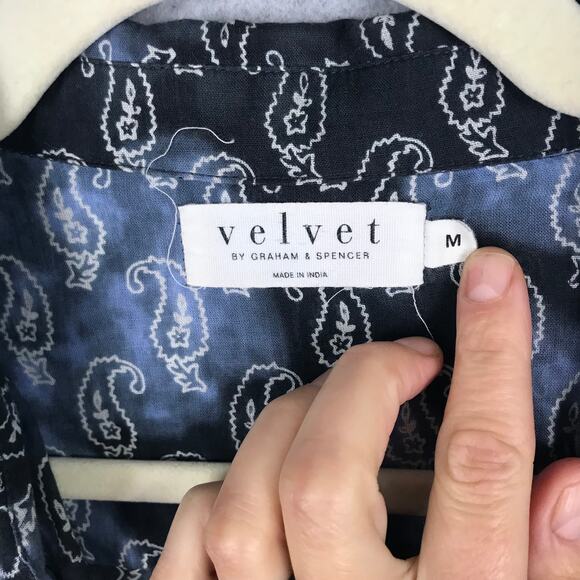 velvet
BY GRAHAM & SPENCER
MADE IN INDIA
M